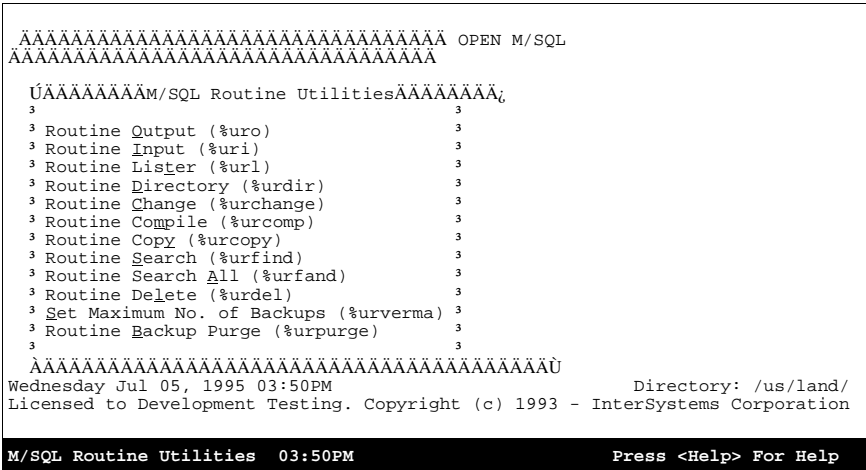 ÄÄÄÄÄÄÄÄÄÄÄÄÄÄÄÄÄÄÄÄÄÄÄÄÄÄÄÄÄÄÄÄÄ OPEN M/SQL
ÄÄÄÄÄÄÄÄÄÄÄÄÄÄÄÄÄÄÄÄÄÄÄÄÄÄÄÄÄÄÄÄÄ
ÚÄÄÄÄÄÄÄÄÄM/SQL Routine UtilitiesÄÄÄÄÄÄÄÄ¿
³ ³
³ Routine Output (%uro) ³
³ Routine Input (%uri) ³
³ Routine Lister (%url) ³
³ Routine Directory (%urdir) ³
³ Routine Change (%urchange) ³
³ Routine Compile (%urcomp) ³
³ Routine Copy (%urcopy) ³
³ Routine Search (%urfind) ³
³ Routine Search All (%urfand) ³
³ Routine Delete (%urdel) ³
³ Set Maximum No. of Backups (%urverma) ³
³ Routine Backup Purge (%urpurge) ³
³ ³
ÀÄÄÄÄÄÄÄÄÄÄÄÄÄÄÄÄÄÄÄÄÄÄÄÄÄÄÄÄÄÄÄÄÄÄÄÄÄÄÄÄÙ
Wednesday Jul 05, 1995 03:50PM Directory: /us/land/
Licensed to Development Testing. Copyright (c) 1993 - InterSystems Corporation
M/SQL Routine Utilities 03:50PM Press <Help> For Help